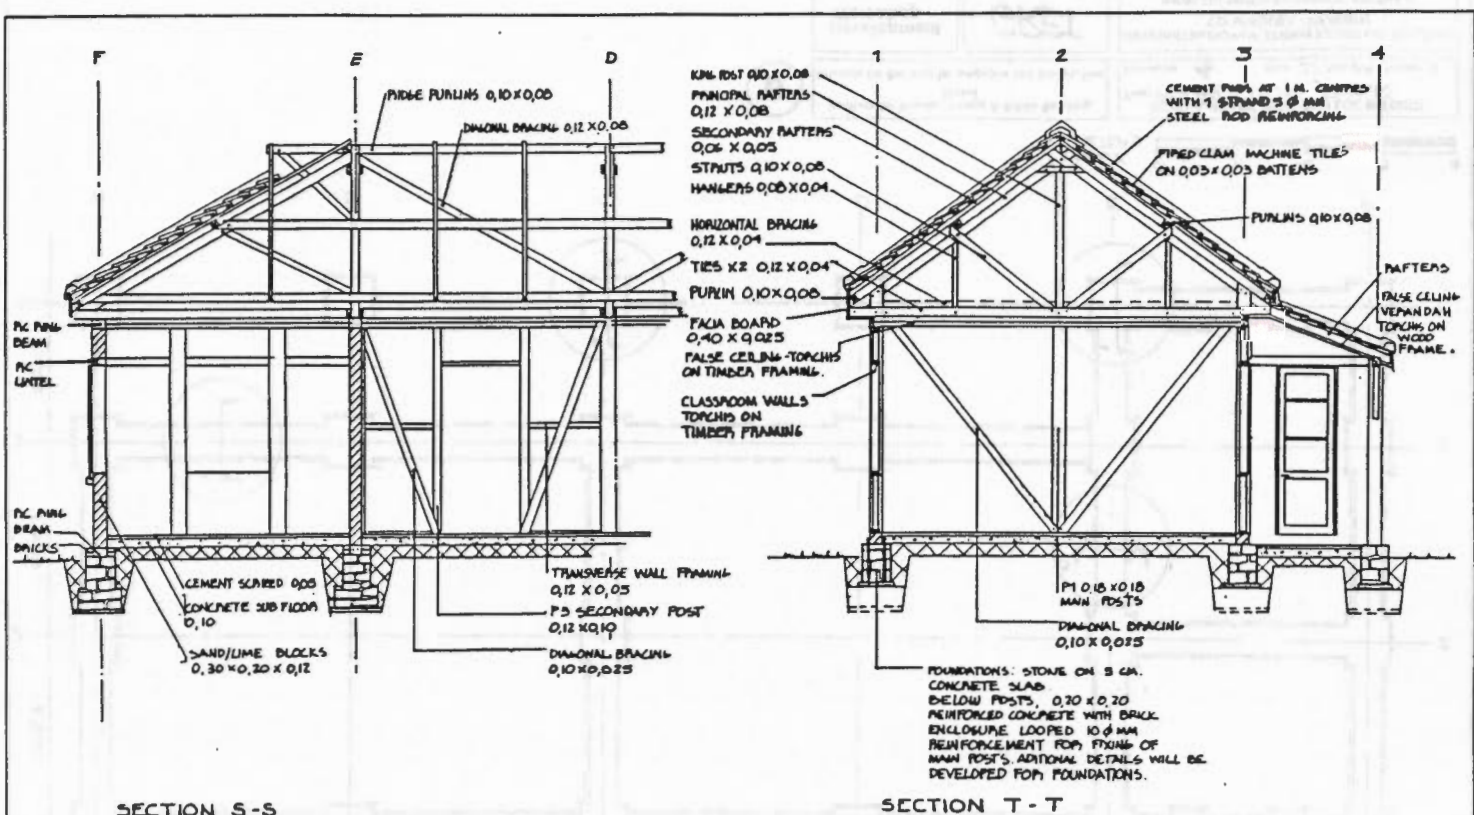 F
E
D
RIDGE PURLINS 0,10 X 0,08
DIAGONAL BRACING 0,12 X 0,08
RC RING
BEAM
RC
LINTEL
RC RING
BEAM
BRICKS
CEMENT SCREED 0,05
CONCRETE SUB FLOOR
0,10
SAND/LIME BLOCKS
0,30 X 0,20 X 0,12
TRANSVERSE WALL FRAMING
0,12 X 0,05
P3 SECONDARY POST
0,12 X 0,10
DIAGONAL BRACING
0,10 X 0,025
SECTION S-S
1
2
3
4
KING POST 0,10 X 0,08
PRINCIPAL RAFTERS
0,12 X 0,08
SECONDARY RAFTERS
0,06 X 0,05
STRUTS 0,10 X 0,08
HANGERS 0,08 X 0,04
HORIZONTAL BRACING
0,12 X 0,04
TIES X2 0,12 X 0,04
PURLIN 0,10 X 0,08
FACIA BOARD
0,40 X 0,025
FALSE CEILING - TORCHIS
ON TIMBER FRAMING.
CLASSROOM WALLS
TORCHIS ON
TIMBER FRAMING
CEMENT RIBS AT 1 M. CENTRES
WITH 1 STRAND 5 Ø MM
STEEL ROD REINFORCING
FIRED CLAM MACHINE TILES
ON 0,03 X 0,03 BATTENS
PURLINS 0,10 X 0,08
RAFTERS
FALSE CELING
VERANDAH
TORCHIS ON
WOOD
FRAME.
P1 0,18 X 0,18
MAIN POSTS
DIAGONAL BRACING
0,10 X 0,025
FOUNDATIONS: STONE ON 5 CM.
CONCRETE SLAB
BELOW POSTS, 0,20 X 0,20
REINFORCED CONCRETE WITH BRICK
ENCLOSURE LOOPED 10 Ø MM
REINFORCEMENT FOR FIXING OF
MAIN POSTS. ADITIONAL DETAILS WILL BE
DEVELOPED FOR FOUNDATIONS.
SECTION T-T